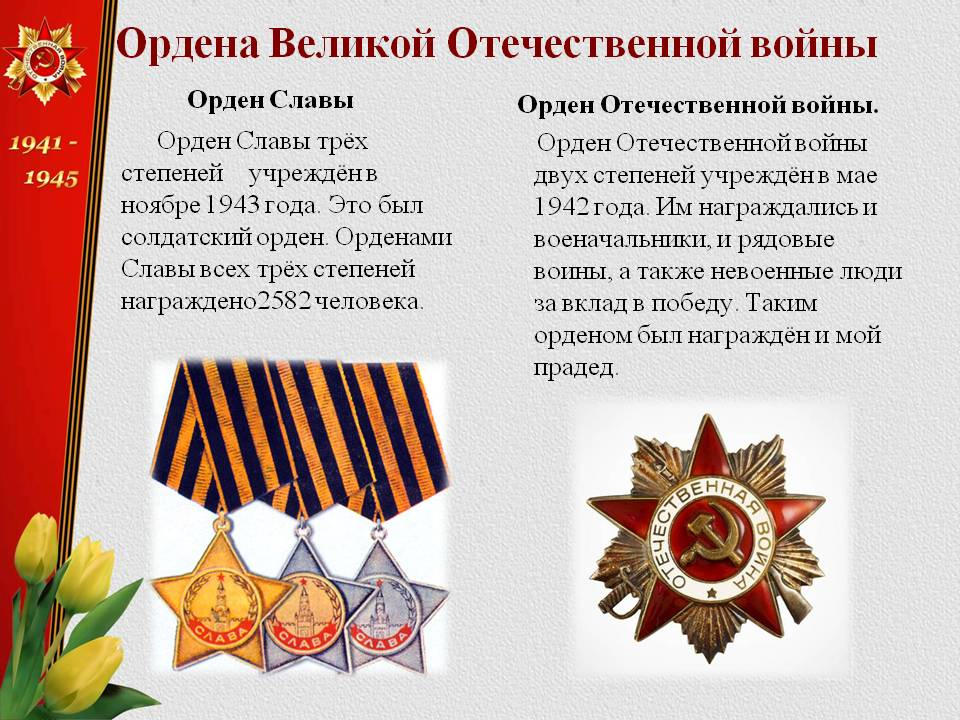 Ордена Великой Отечественной войны
1941 -
1945
Орден Славы
Орден Славы трёх
степеней учреждён в
ноябре 1943 года. Это был
солдатский орден. Орденами
Славы всех трёх степеней
награждено2582 человека.
Орден Отечественной войны.
Орден Отечественной войны
двух степеней учреждён в мае
1942 года. Им награждались и
военачальники, и рядовые
воины, а также невоенные люди
за вклад в победу. Таким
орденом был награждён и мой
прадед.
СЛАВА
СЛАВА
СЛАВА
ОТЕЧЕСТВЕННАЯ ВОЙНА